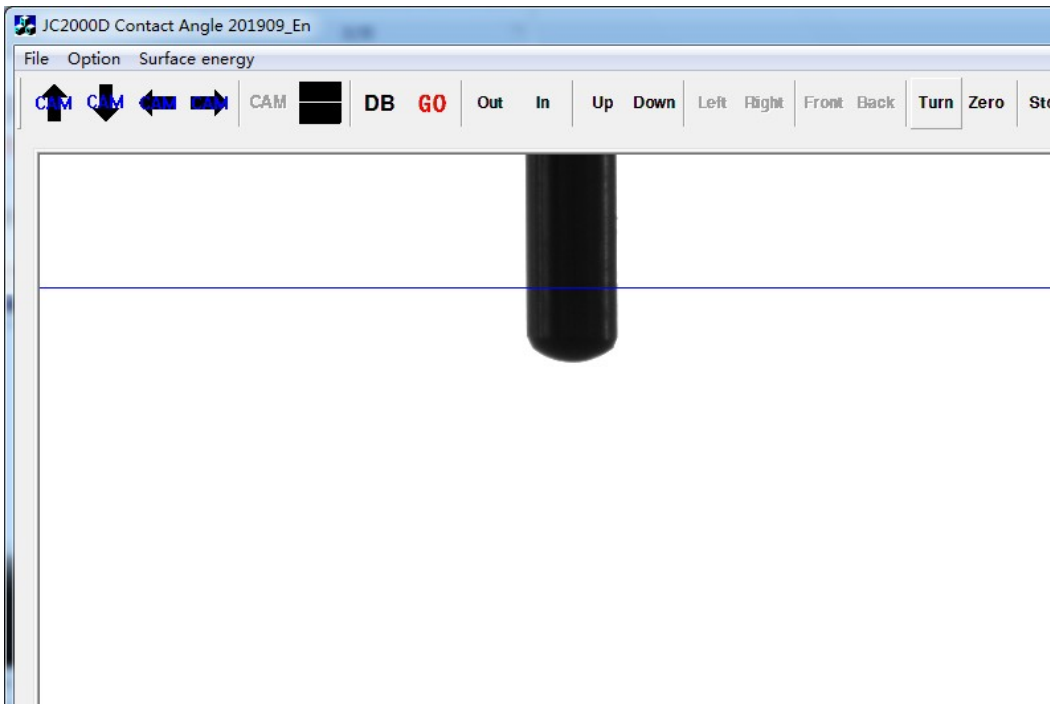 JC2000D Contact Angle 201909_En
File Option Surface energy
CAM CAM CAM CAM CAM DB GO Out In Up Down Left Right Front Back Turn Zero